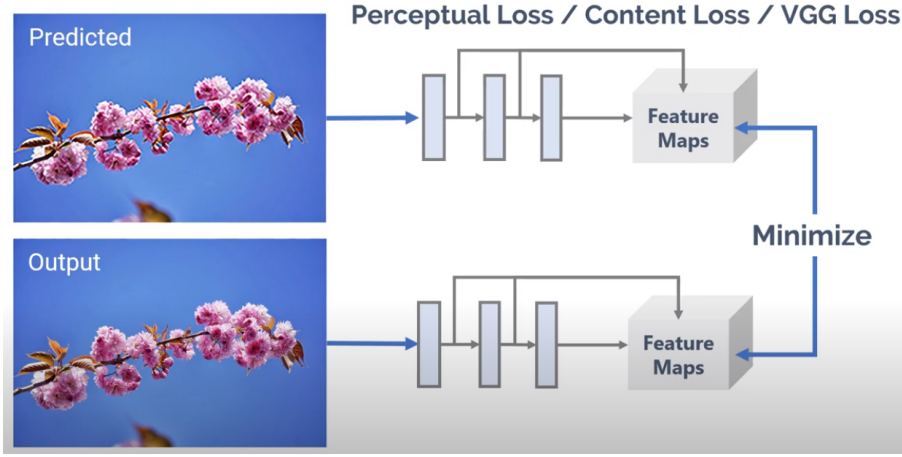 Perceptual Loss / Content Loss / VGG Loss
Predicted
Feature
Maps
Minimize
Output
Feature
Maps